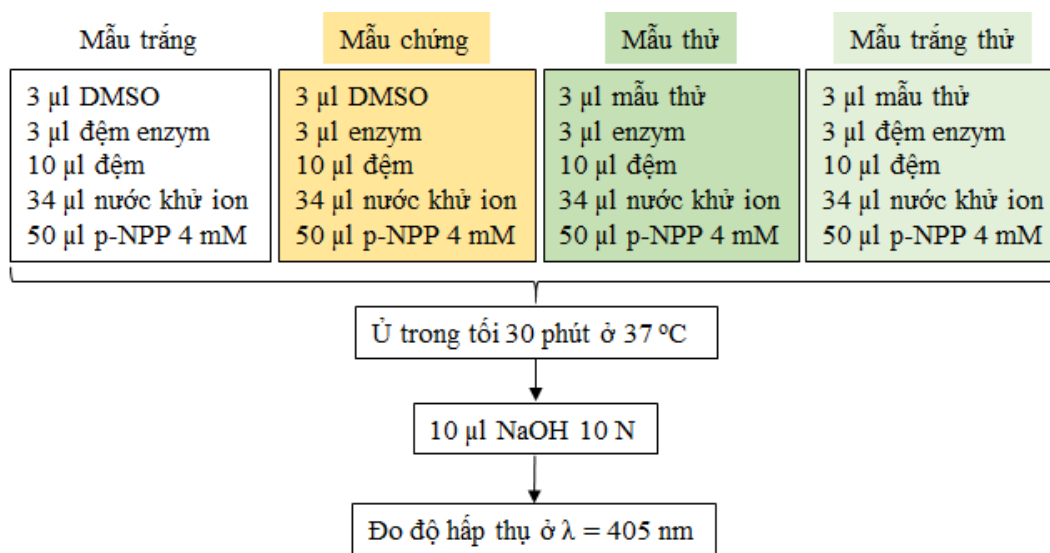 Mẫu trắng
3 µl DMSO
3 µl đệm enzym
10 µl đệm
34 µl nước khử ion
50 µl p-NPP 4 mM
Mẫu chứng
3 µl DMSO
3 µl enzym
10 µl đệm
34 µl nước khử ion
50 µl p-NPP 4 mM
Mẫu thử
3 µl mẫu thử
3 µl enzym
10 µl đệm
34 µl nước khử ion
50 µl p-NPP 4 mM
Mẫu trắng thử
3 µl mẫu thử
3 µl đệm enzym
10 µl đệm
34 µl nước khử ion
50 µl p-NPP 4 mM
Ủ trong tối 30 phút ở 37 ºC
10 µl NaOH 10 N
Đo độ hấp thụ ở λ = 405 nm